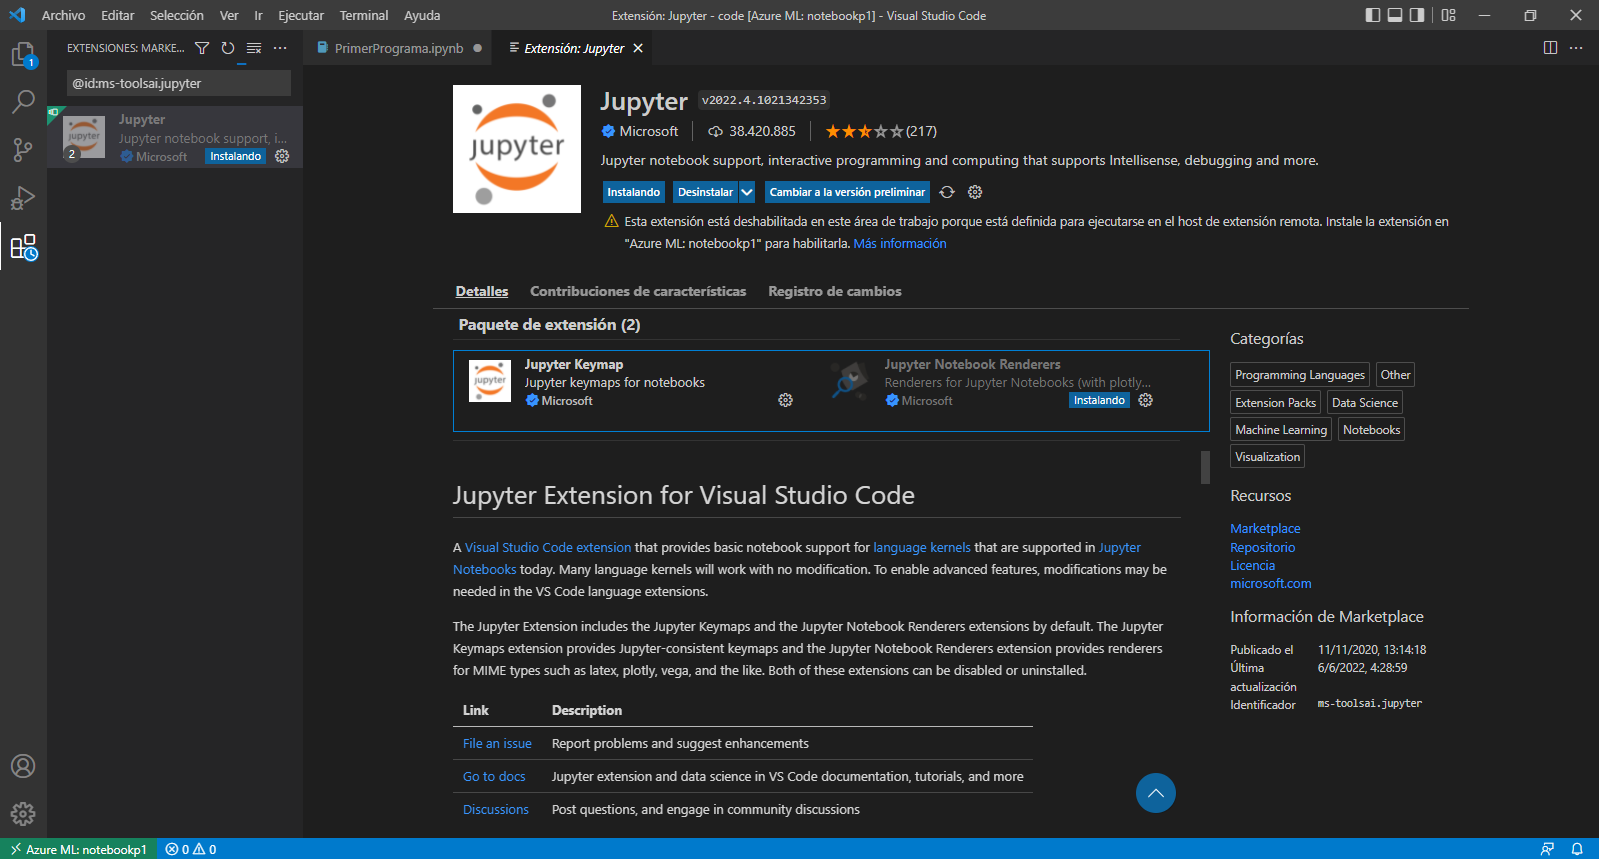 Archivo Editar Selección Ver Ir Ejecutar Terminal Ayuda
Extensión: Jupyter - code [Azure ML: notebookp1] - Visual Studio Code
EXTENSIONES: MARKE...
PrimerPrograma.ipynb
Extensión: Jupyter
1
@id:ms-toolsai.jupyter
jupyter
2
Jupyter
Jupyter notebook support, i...
Microsoft
Instalando
jupyter
Jupyter
v2022.4.1021342353
Microsoft
38.420.885
(217)
Jupyter notebook support, interactive programming and computing that supports Intellisense, debugging and more.
Instalando
Desinstalar
Cambiar a la versión preliminar
Esta extensión está deshabilitada en este área de trabajo porque está definida para ejecutarse en el host de extensión remota. Instale la extensión en
"Azure ML: notebookp1" para habilitarla. Más información
Detalles
Contribuciones de características
Registro de cambios
Paquete de extensión (2)
jupyter
Jupyter Keymap
Jupyter keymaps for notebooks
Microsoft
Jupyter Notebook Renderers
Renderers for Jupyter Notebooks (with plotly...
Microsoft
Instalando
Jupyter Extension for Visual Studio Code
A Visual Studio Code extension that provides basic notebook support for language kernels that are supported in Jupyter
Notebooks today. Many language kernels will work with no modification. To enable advanced features, modifications may be
needed in the VS Code language extensions.
The Jupyter Extension includes the Jupyter Keymaps and the Jupyter Notebook Renderers extensions by default. The Jupyter
Keymaps extension provides Jupyter-consistent keymaps and the Jupyter Notebook Renderers extension provides renderers
for MIME types such as latex, plotly, vega, and the like. Both of these extensions can be disabled or uninstalled.
Link Description
File an issue Report problems and suggest enhancements
Go to docs Jupyter extension and data science in VS Code documentation, tutorials, and more
Discussions Post questions, and engage in community discussions
Categorías
Programming Languages
Other
Extension Packs
Data Science
Machine Learning
Notebooks
Visualization
Recursos
Marketplace
Repositorio
Licencia
microsoft.com
Información de Marketplace
Publicado el 11/11/2020, 13:14:18
Última 6/6/2022, 4:28:59
actualización
Identificador ms-toolsai.jupyter
Azure ML: notebookp1
0 0